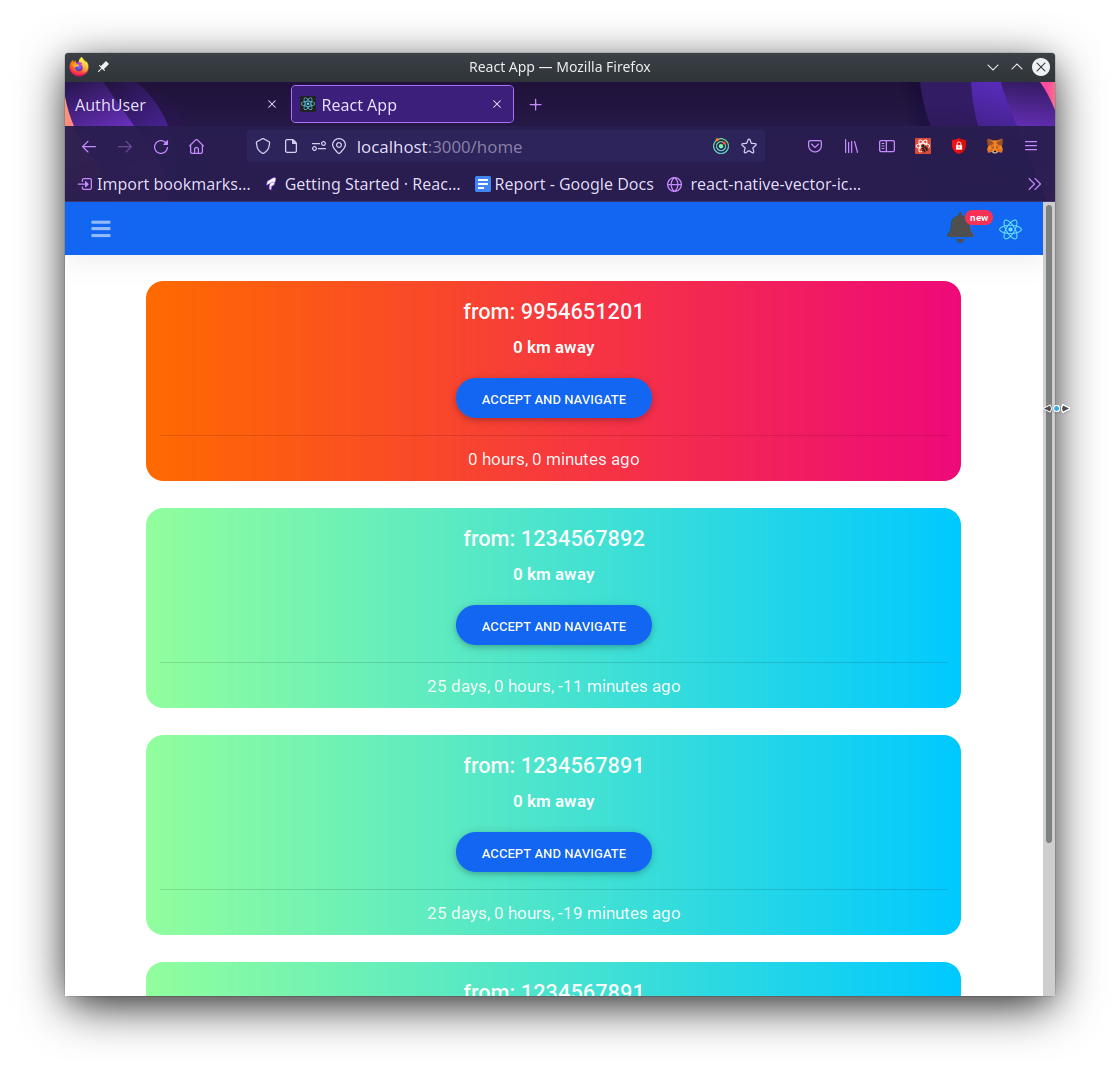 React App — Mozilla Firefox
AuthUser
React App
localhost:3000/home
Import bookmarks...
Getting Started · Reac...
Report - Google Docs
react-native-vector-ic...
new
from: 9954651201
0 km away
ACCEPT AND NAVIGATE
0 hours, 0 minutes ago
from: 1234567892
0 km away
ACCEPT AND NAVIGATE
25 days, 0 hours, -11 minutes ago
from: 1234567891
0 km away
ACCEPT AND NAVIGATE
25 days, 0 hours, -19 minutes ago
from: 1234567891